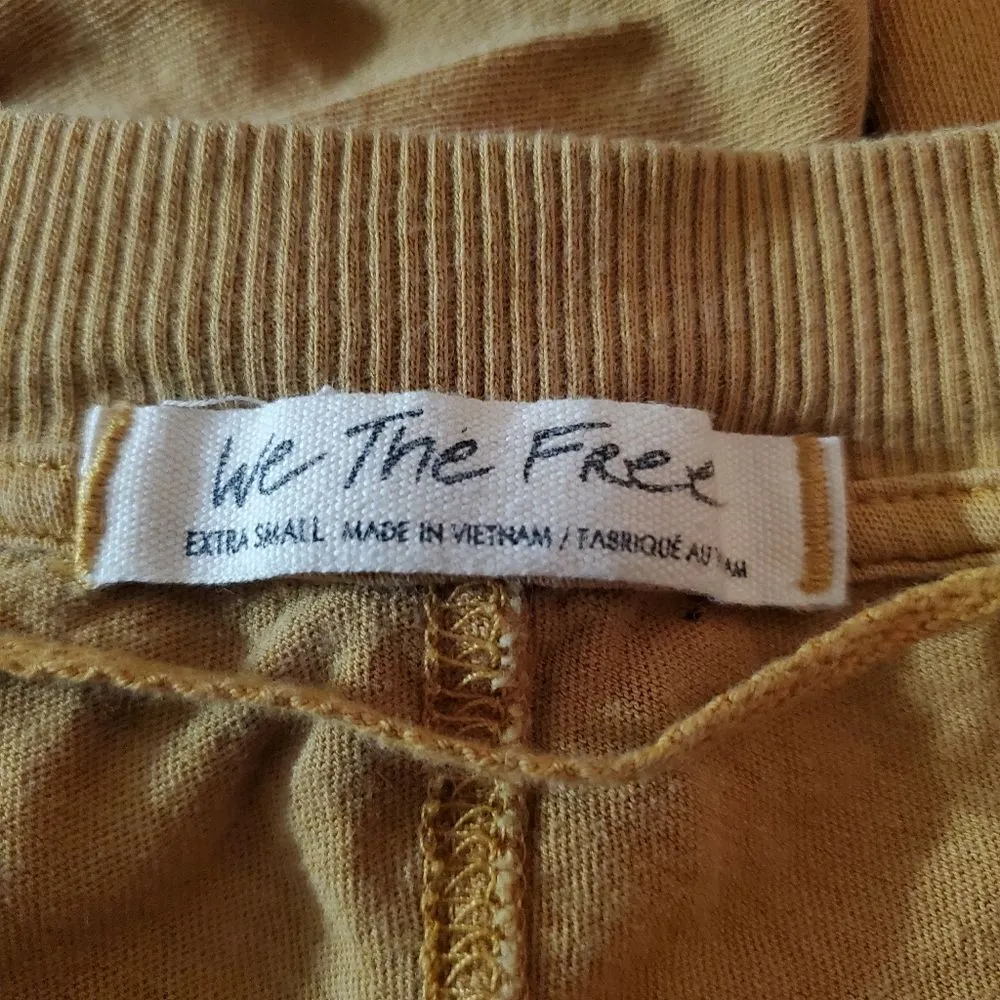 We The Free
EXTRA SMALL MADE IN VIETNAM / FABRIQUÉ AU